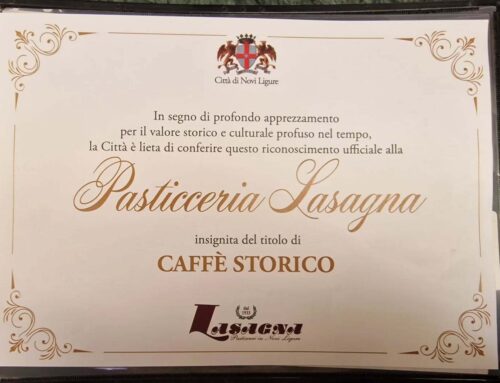 Città di Novi Ligure
In segno di profondo apprezzamento
per il valore storico e culturale profuso nel tempo,
la Città è lieta di conferire questo riconoscimento ufficiale alla
Pasticceria Lasagna
insignita del titolo di
CAFFÈ STORICO
LASAGNA
Pasticceri in Novi Ligure